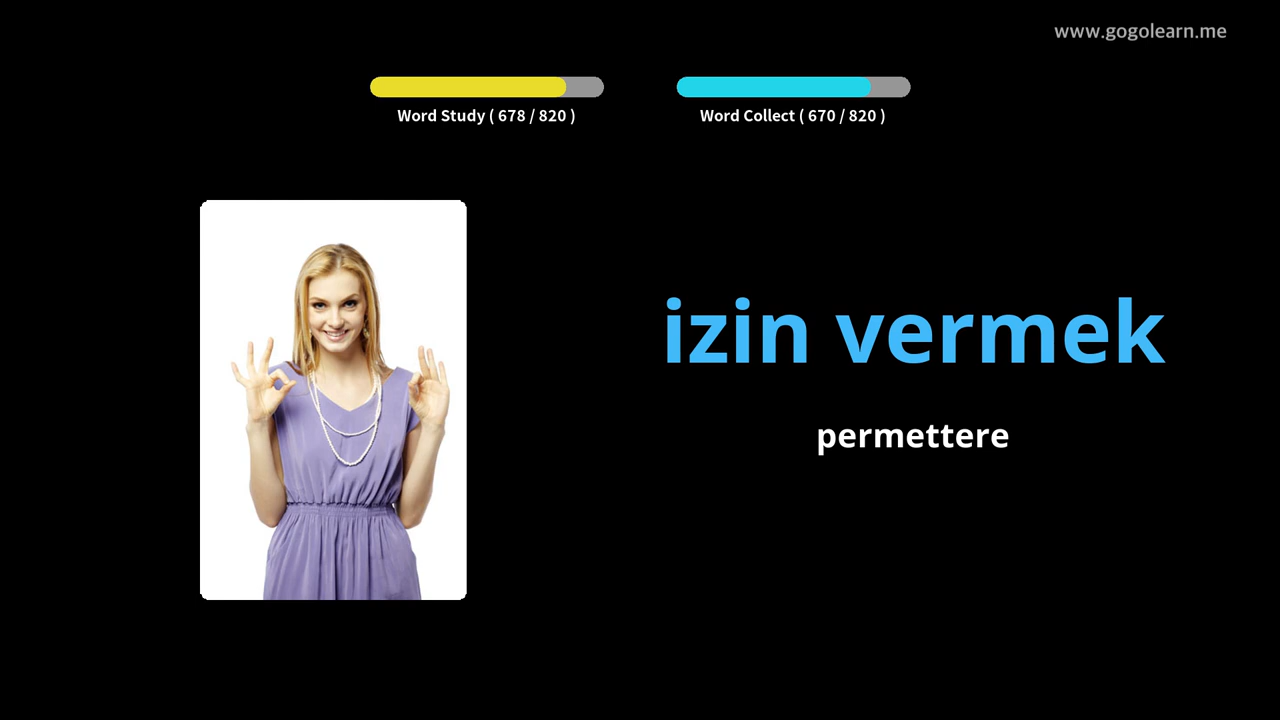 www.gogolearn.me
Word Study ( 678 / 820 )
Word Collect ( 670 / 820 )
izin vermek
permettere